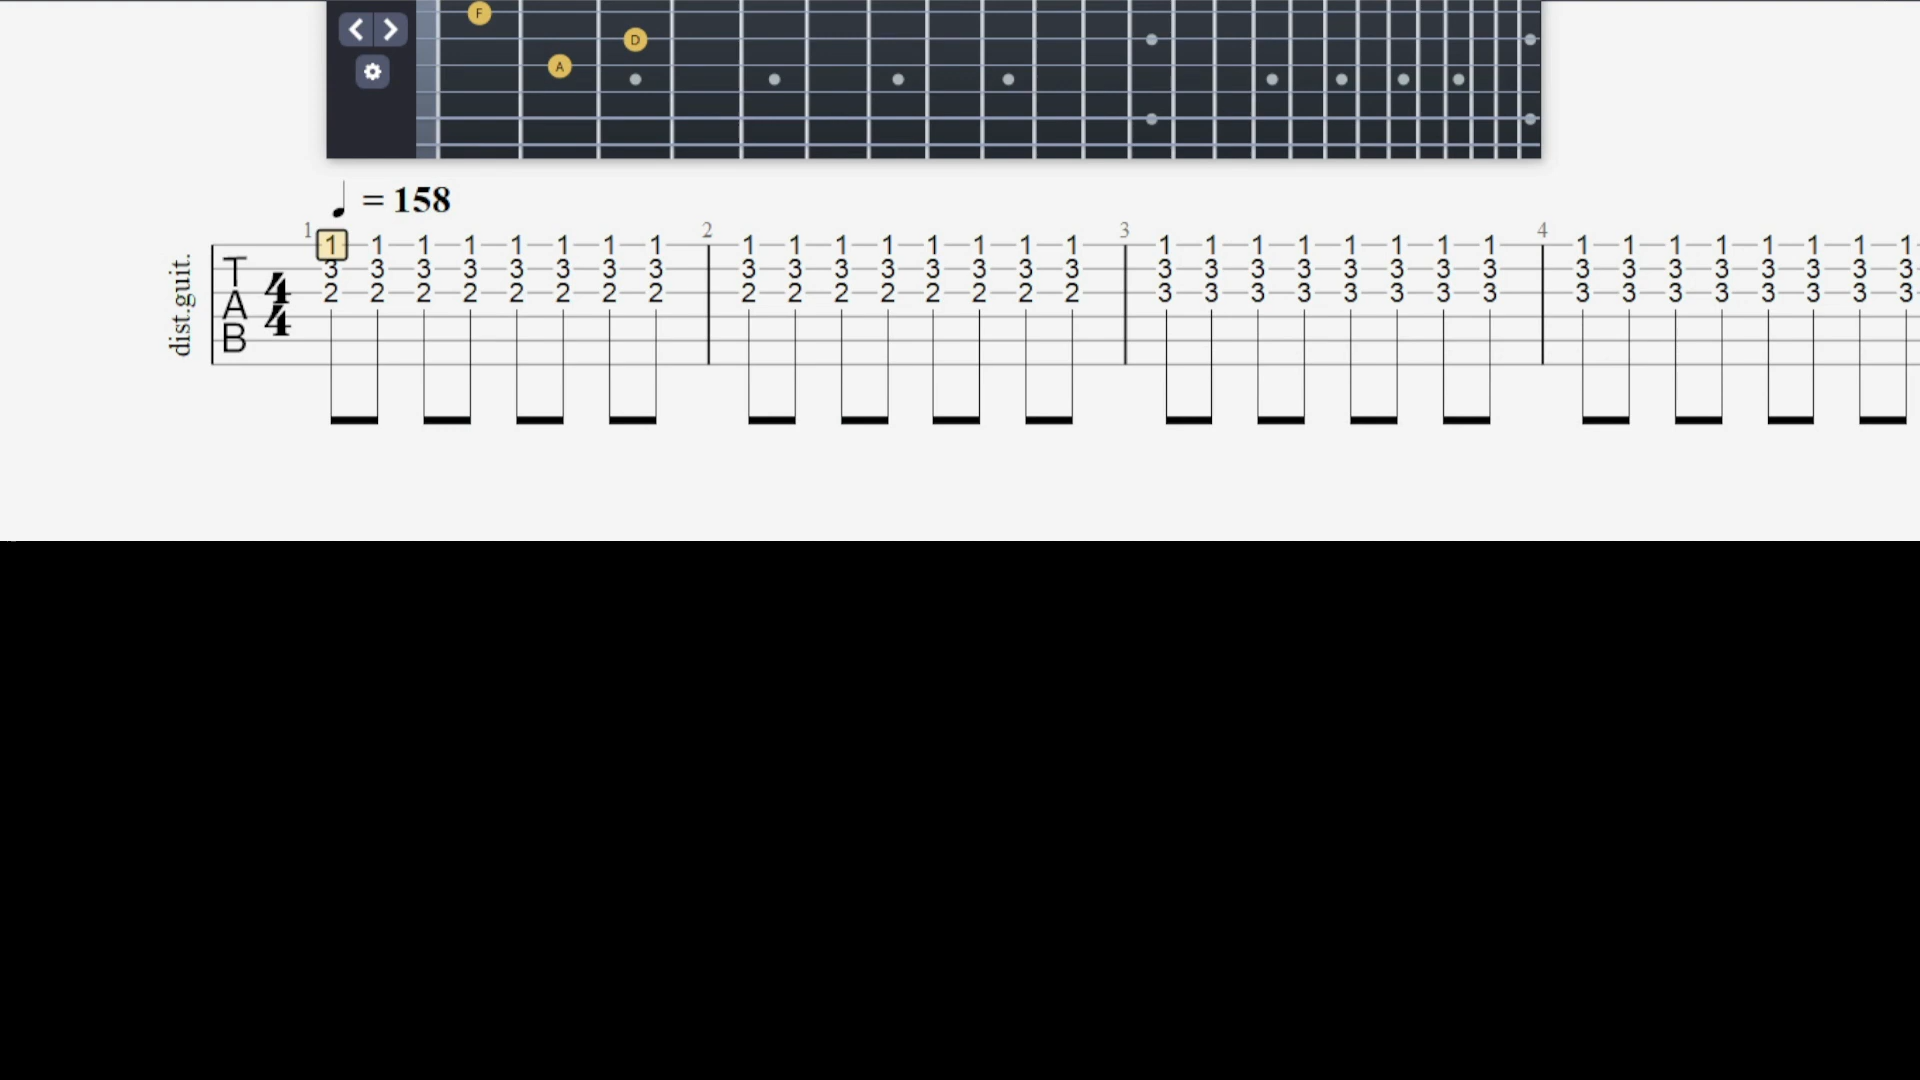 F
D
A
♩ = 158
1 2 3 4
dist.guit.
TAB
4/4
1 1 1 1 1 1 1 1 1 1 1 1 1 1 1 1 1 1 1 1 1 1 1 1 1 1 1 1 1 1 1 1
3 3 3 3 3 3 3 3 3 3 3 3 3 3 3 3 3 3 3 3 3 3 3 3 3 3 3 3 3 3 3 3
2 2 2 2 2 2 2 2 2 2 2 2 2 2 2 2 3 3 3 3 3 3 3 3 3 3 3 3 3 3 3 3